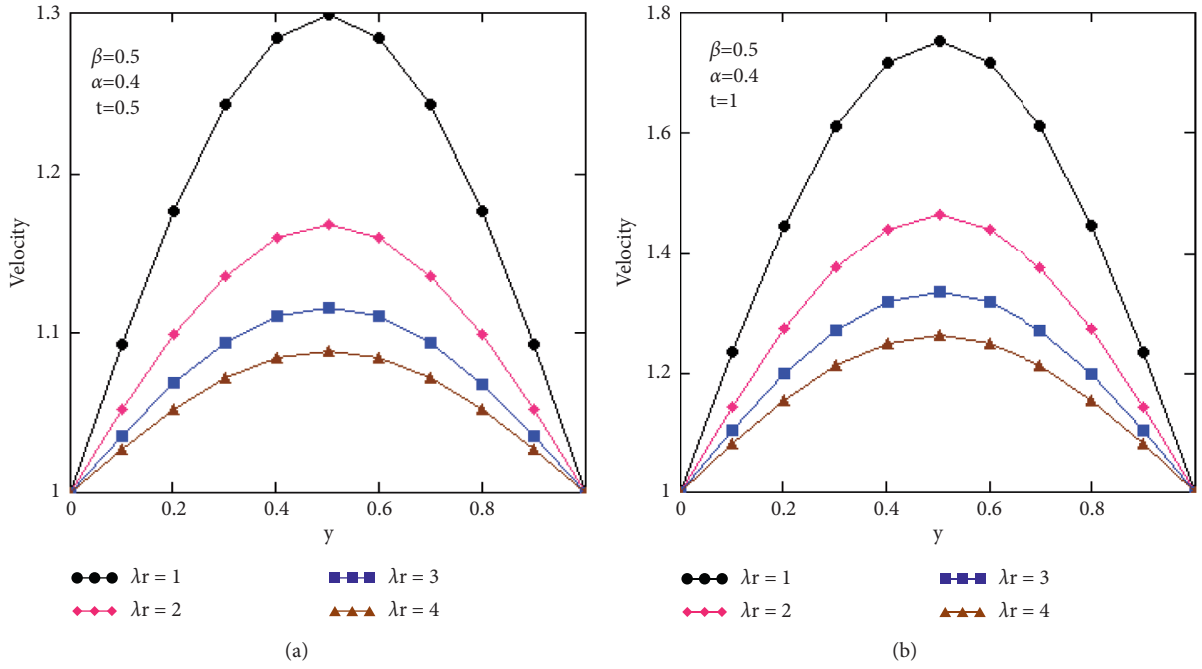 1.3
β=0.5
α=0.4
t=0.5
1.2
Velocity
1.1
1
0
0.2
0.4
0.6
0.8
y
λr = 1
λr = 3
λr = 2
λr = 4
(a)
1.8
β=0.5
α=0.4
t=1
1.6
Velocity
1.4
1.2
1
0
0.2
0.4
0.6
0.8
y
λr = 1
λr = 3
λr = 2
λr = 4
(b)